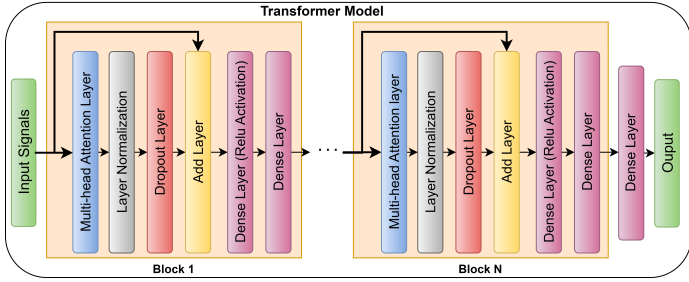 Transformer Model
Input Signals
Multi-head Attention Layer
Layer Normalization
Dropout Layer
Add Layer
Dense Layer (Relu Activation)
Dense Layer
Block 1
. . .
Multi-head Attention layer
Layer Normalization
Dropout Layer
Add Layer
Dense Layer (Relu Activation)
Dense Layer
Block N
Dense Layer
Ouput